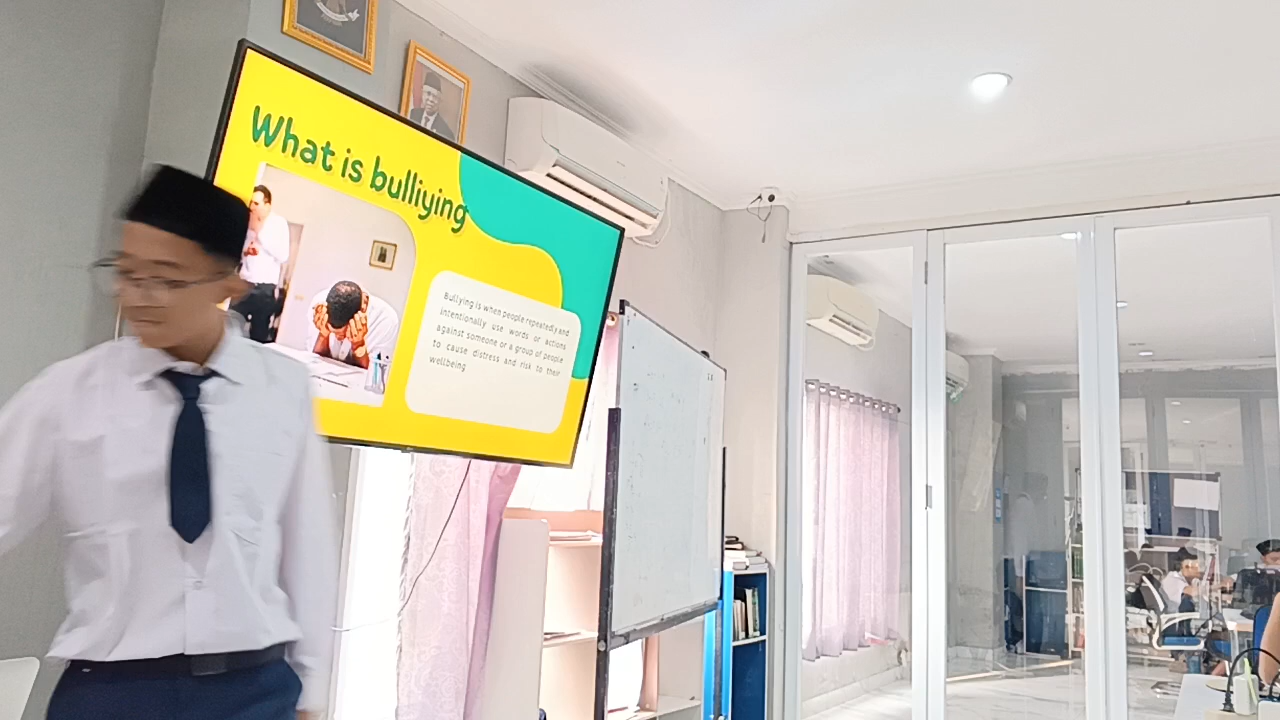 What is bulliying
Bullying is when people repeatedly and
intentionally use words or actions
against someone or a group of people
to cause distress and risk to their
wellbeing